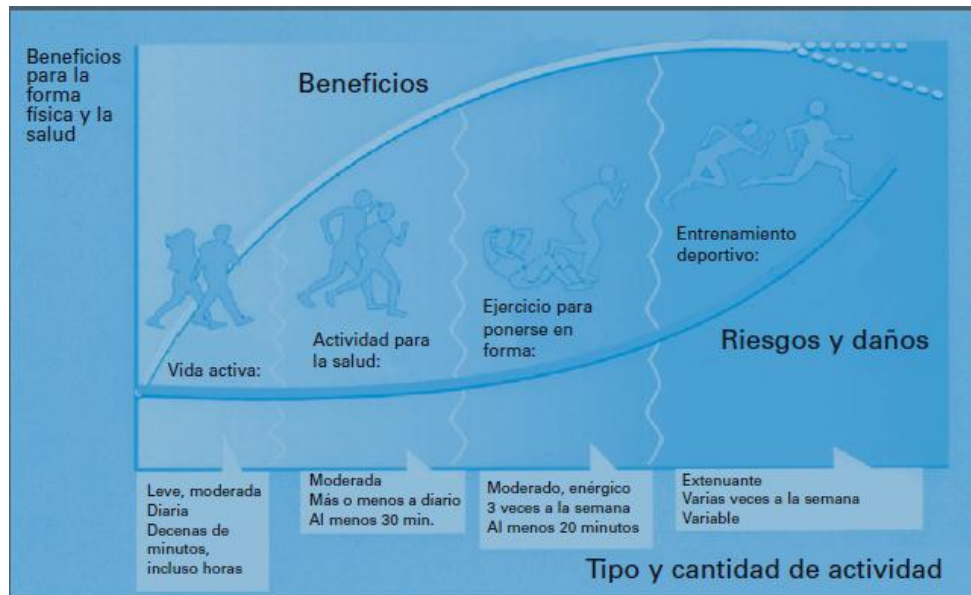 Beneficios
para la
forma
física y la
salud
Beneficios
Vida activa:
Actividad para
la salud:
Ejercicio para
ponerse en
forma:
Entrenamiento
deportivo:
Riesgos y daños
Leve, moderada
Diaria
Decenas de
minutos,
incluso horas
Moderada
Más o menos a diario
Al menos 30 min.
Moderado, enérgico
3 veces a la semana
Al menos 20 minutos
Extenuante
Varias veces a la semana
Variable
Tipo y cantidad de actividad